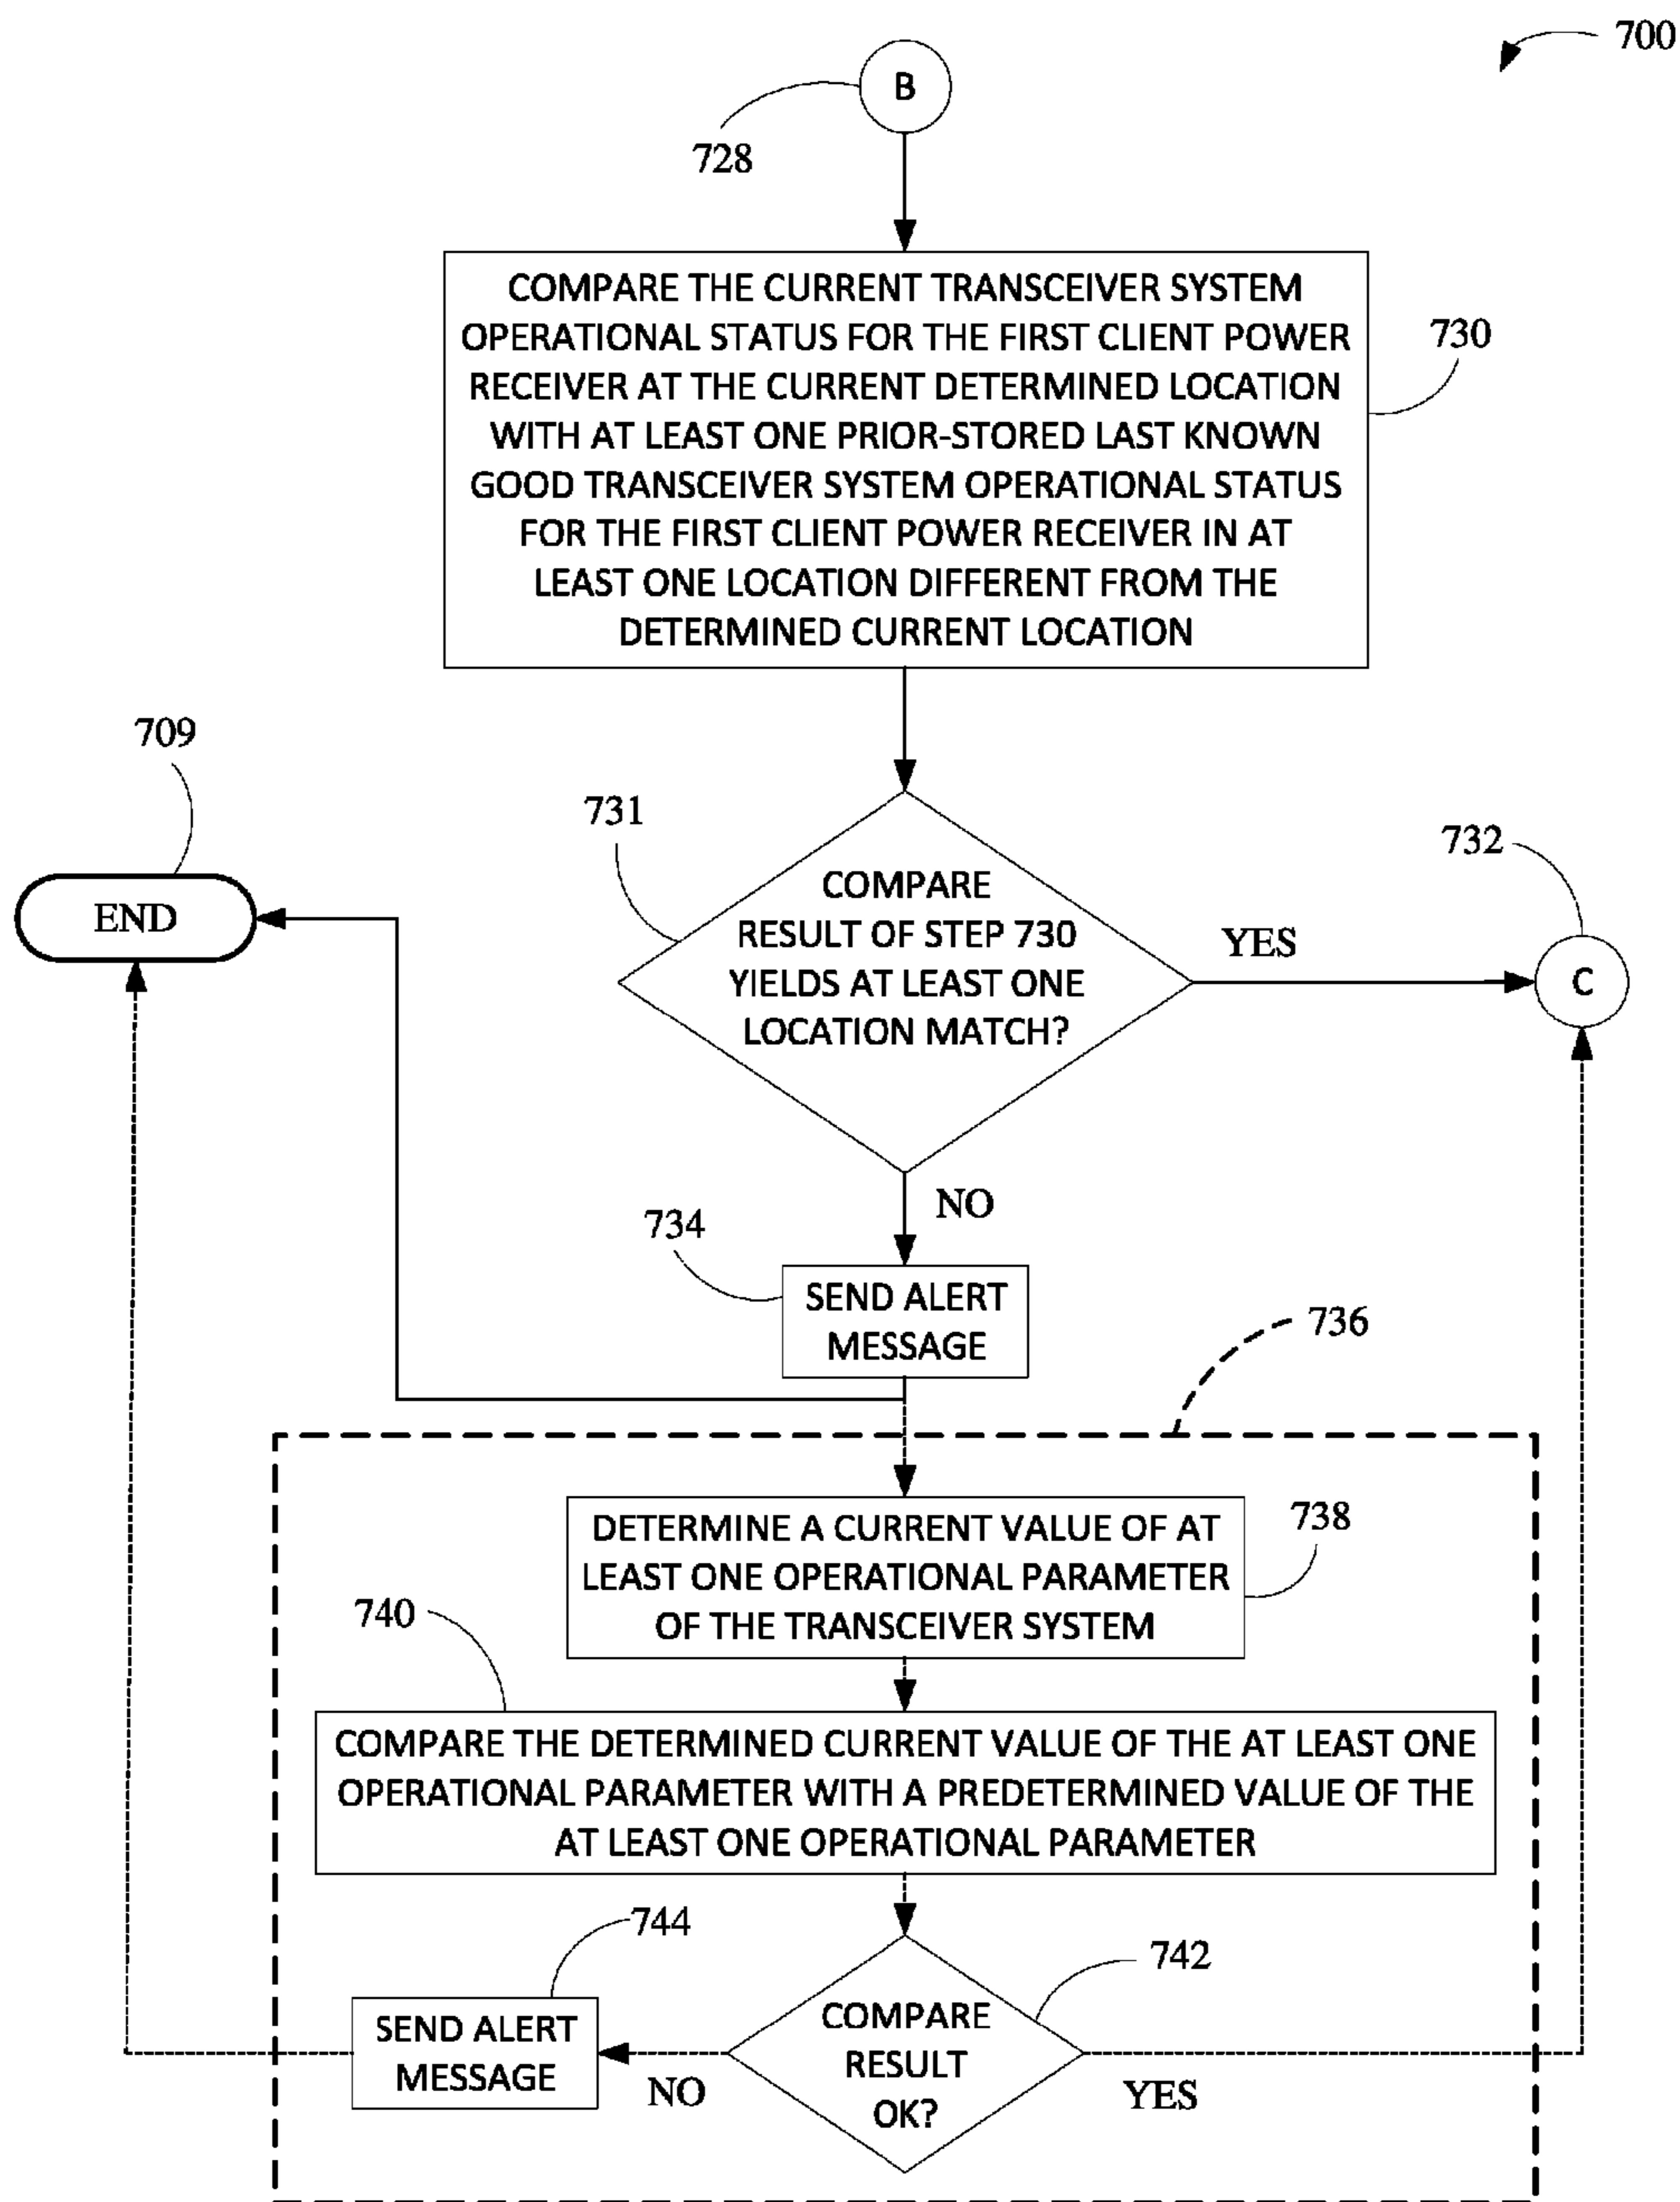 700
B
728
COMPARE THE CURRENT TRANSCEIVER SYSTEM
OPERATIONAL STATUS FOR THE FIRST CLIENT POWER
RECEIVER AT THE CURRENT DETERMINED LOCATION
WITH AT LEAST ONE PRIOR-STORED LAST KNOWN
GOOD TRANSCEIVER SYSTEM OPERATIONAL STATUS
FOR THE FIRST CLIENT POWER RECEIVER IN AT
LEAST ONE LOCATION DIFFERENT FROM THE
DETERMINED CURRENT LOCATION
730
709
END
731
COMPARE
RESULT OF STEP 730
YIELDS AT LEAST ONE
LOCATION MATCH?
YES
732
C
NO
734
SEND ALERT
MESSAGE
736
DETERMINE A CURRENT VALUE OF AT
LEAST ONE OPERATIONAL PARAMETER
OF THE TRANSCEIVER SYSTEM
738
740
COMPARE THE DETERMINED CURRENT VALUE OF THE AT LEAST ONE
OPERATIONAL PARAMETER WITH A PREDETERMINED VALUE OF THE
AT LEAST ONE OPERATIONAL PARAMETER
744
742
SEND ALERT
MESSAGE
NO
COMPARE
RESULT
OK?
YES